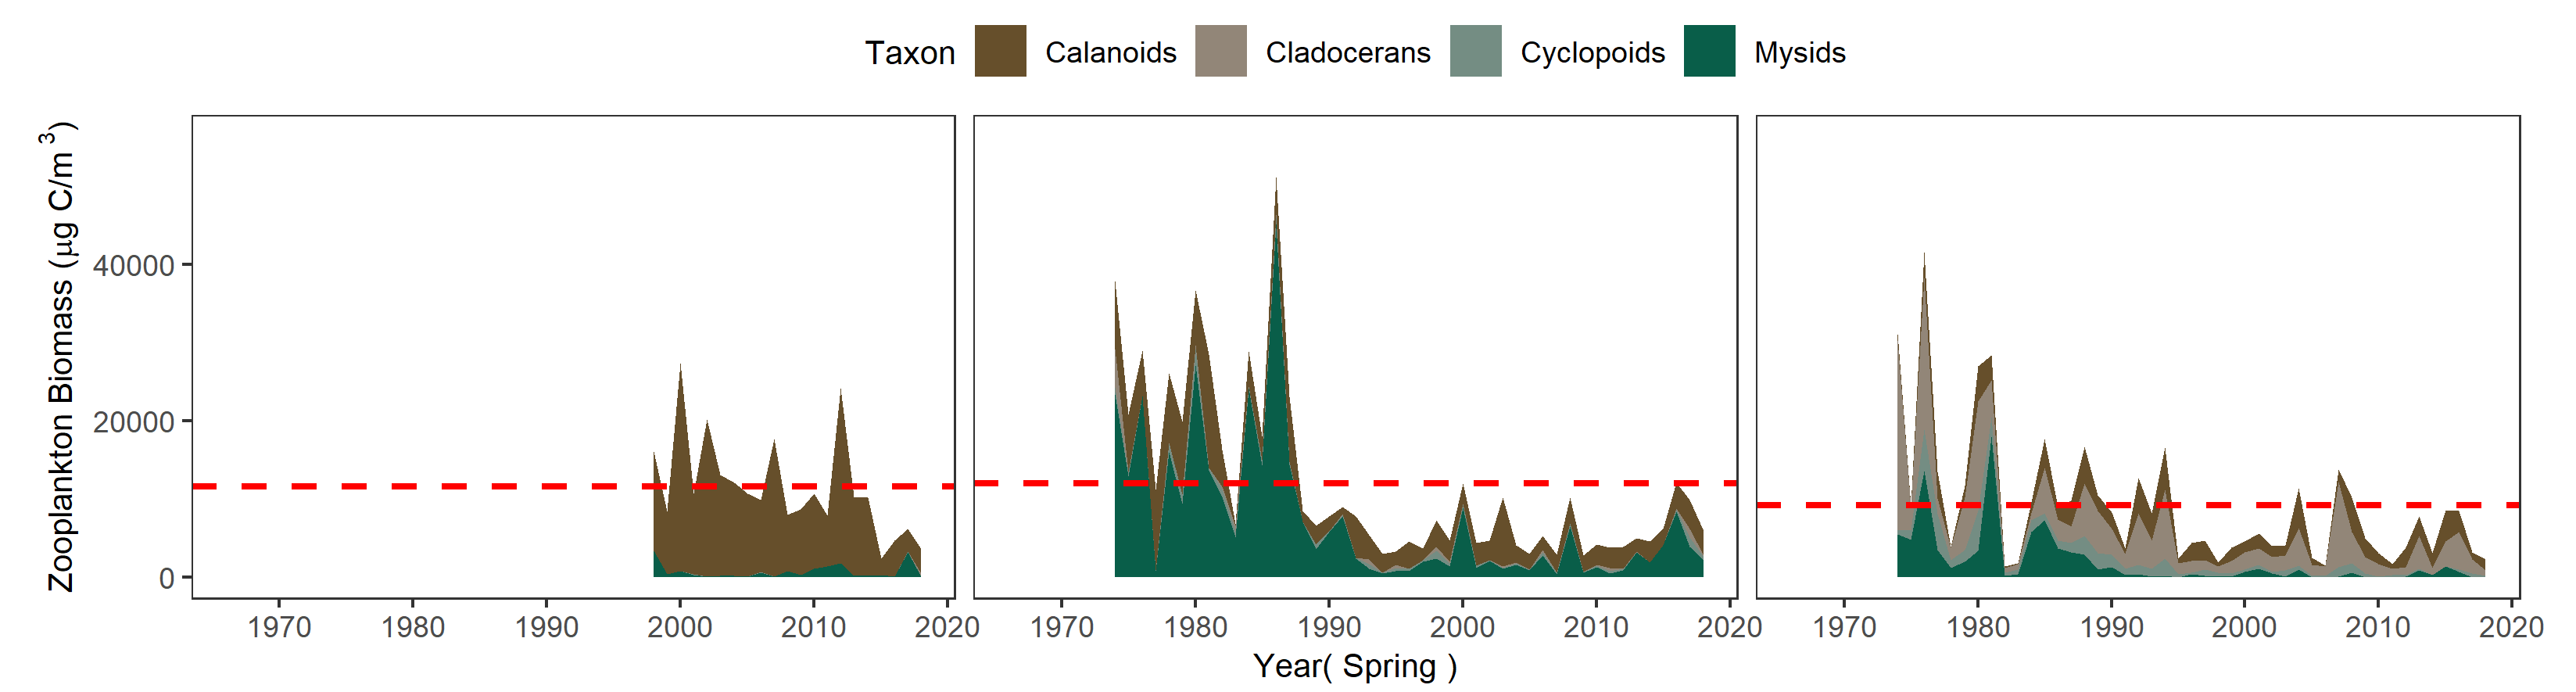 Taxon Calanoids Cladocerans Cyclopoids Mysids
Zooplankton Biomass (μg C/m³)
40000
20000
0
1970 1980 1990 2000 2010 2020 1970 1980 1990 2000 2010 2020 1970 1980 1990 2000 2010 2020
Year( Spring )